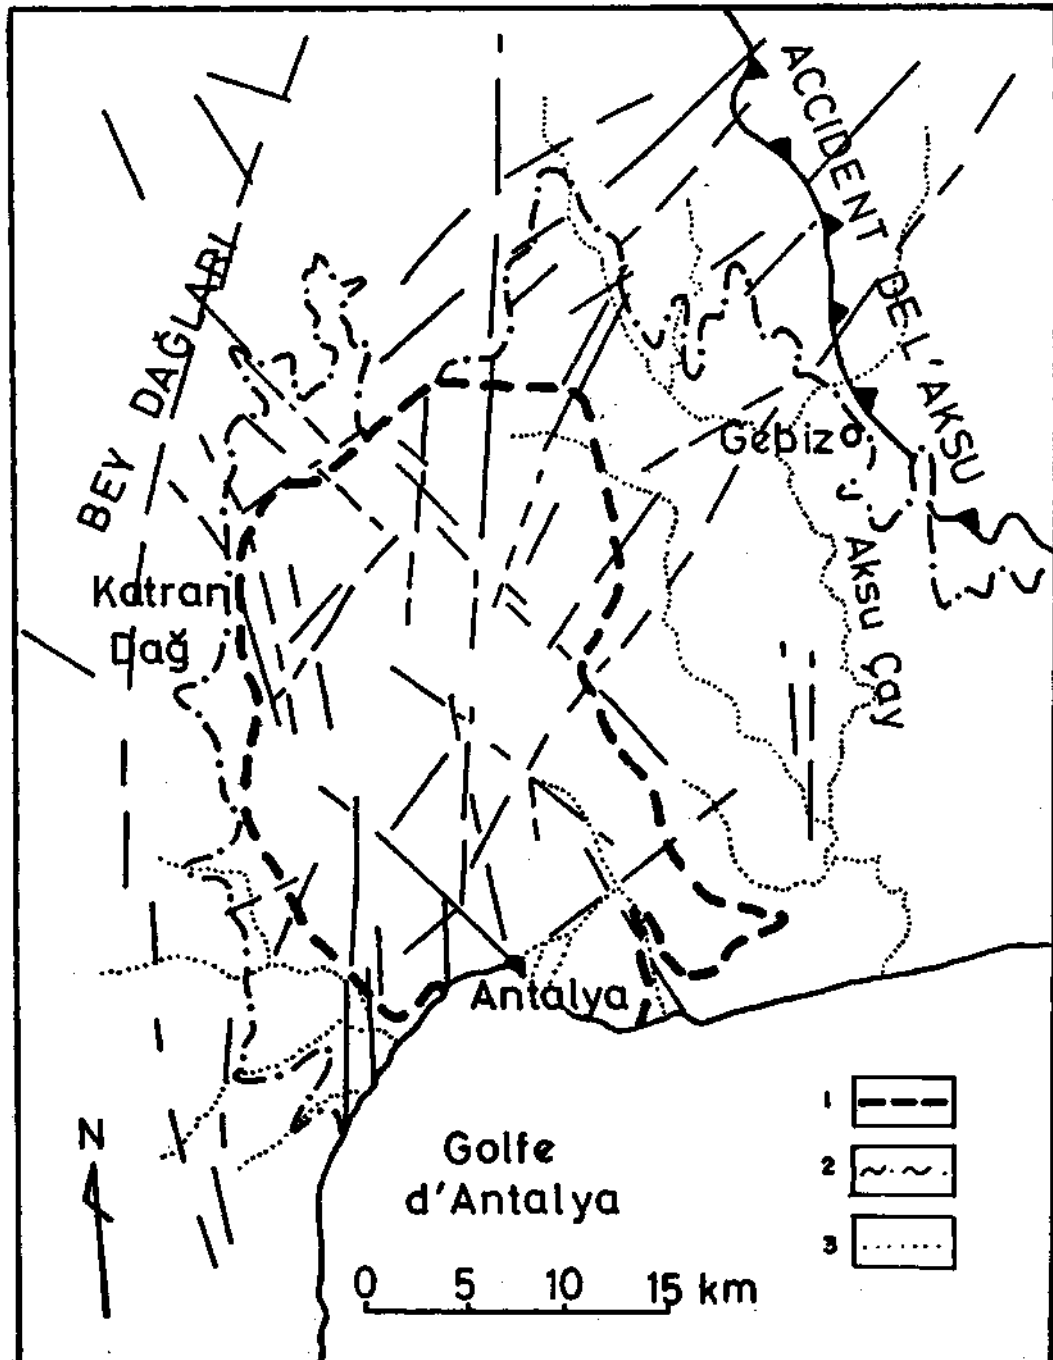 ACCIDENT DE L'AKSU
BEY DAĞLARI
Gebiz
Katran
Dağ
Aksu Çay
Antalya
N
Golfe
d'Antalya
1
2
3
0 5 10 15 km